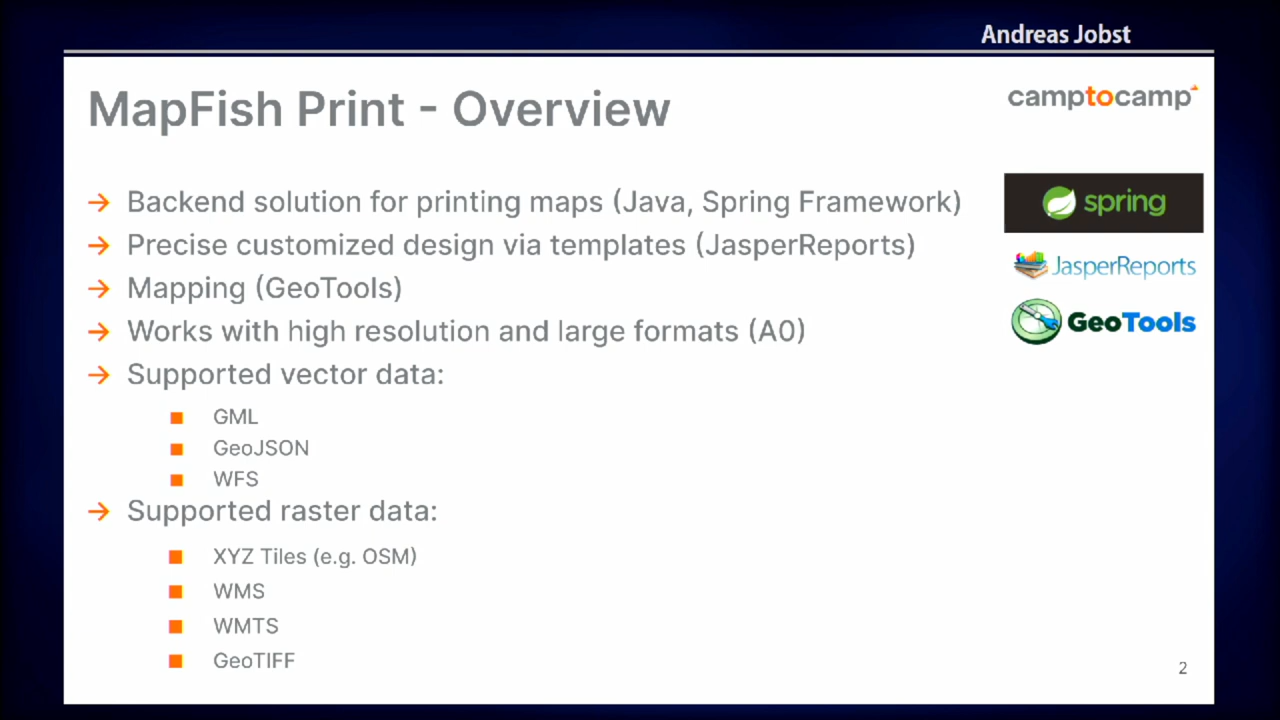 Andreas Jobst
MapFish Print - Overview
camptocamp
→ Backend solution for printing maps (Java, Spring Framework)
spring
→ Precise customized design via templates (JasperReports)
JasperReports
→ Mapping (GeoTools)
→ Works with high resolution and large formats (A0)
GeoTools
→ Supported vector data:
■ GML
■ GeoJSON
■ WFS
→ Supported raster data:
■ XYZ Tiles (e.g. OSM)
■ WMS
■ WMTS
■ GeoTIFF
2